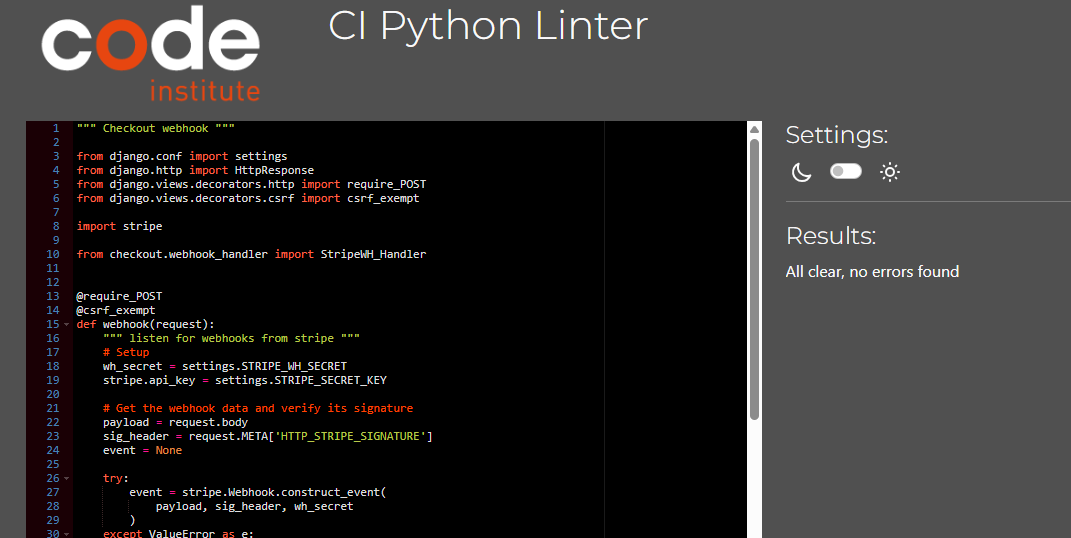 code
institute
CI Python Linter
1 """ Checkout webhook """
2
3 from django.conf import settings
4 from django.http import HttpResponse
5 from django.views.decorators.http import require_POST
6 from django.views.decorators.csrf import csrf_exempt
7
8 import stripe
9
10 from checkout.webhook_handler import StripeWH_Handler
11
12
13 @require_POST
14 @csrf_exempt
15 def webhook(request):
16     """ listen for webhooks from stripe """
17     # Setup
18     wh_secret = settings.STRIPE_WH_SECRET
19     stripe.api_key = settings.STRIPE_SECRET_KEY
20
21     # Get the webhook data and verify its signature
22     payload = request.body
23     sig_header = request.META['HTTP_STRIPE_SIGNATURE']
24     event = None
25
26     try:
27         event = stripe.Webhook.construct_event(
28             payload, sig_header, wh_secret
29         )
30     except ValueError as e:
Settings:
Results:
All clear, no errors found